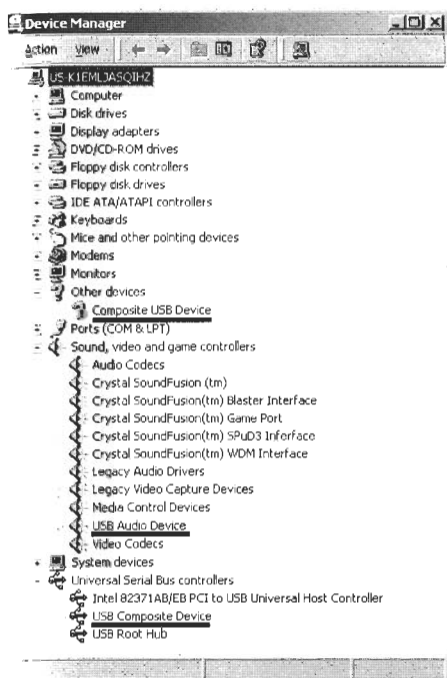 Device Manager
Action View
US-K1EMLJASQIHZ
Computer
Disk drives
Display adapters
DVD/CD-ROM drives
Floppy disk controllers
Floppy disk drives
IDE ATA/ATAPI controllers
Keyboards
Mice and other pointing devices
Modems
Monitors
Other devices
Composite USB Device
Ports (COM & LPT)
Sound, video and game controllers
Audio Codecs
Crystal SoundFusion (tm)
Crystal SoundFusion(tm) Blaster Interface
Crystal SoundFusion(tm) Game Port
Crystal SoundFusion(tm) SPuD3 Interface
Crystal SoundFusion(tm) WDM Interface
Legacy Audio Drivers
Legacy Video Capture Devices
Media Control Devices
USB Audio Device
Video Codecs
System devices
Universal Serial Bus controllers
Intel 82371AB/EB PCI to USB Universal Host Controller
USB Composite Device
USB Root Hub